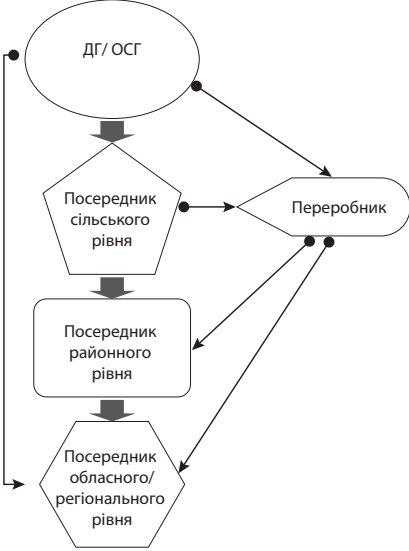 ДГ/ ОСГ
Посередник
сільського
рівня
Переробник
Посередник
районного
рівня
Посередник
обласного/
регіонального
рівня